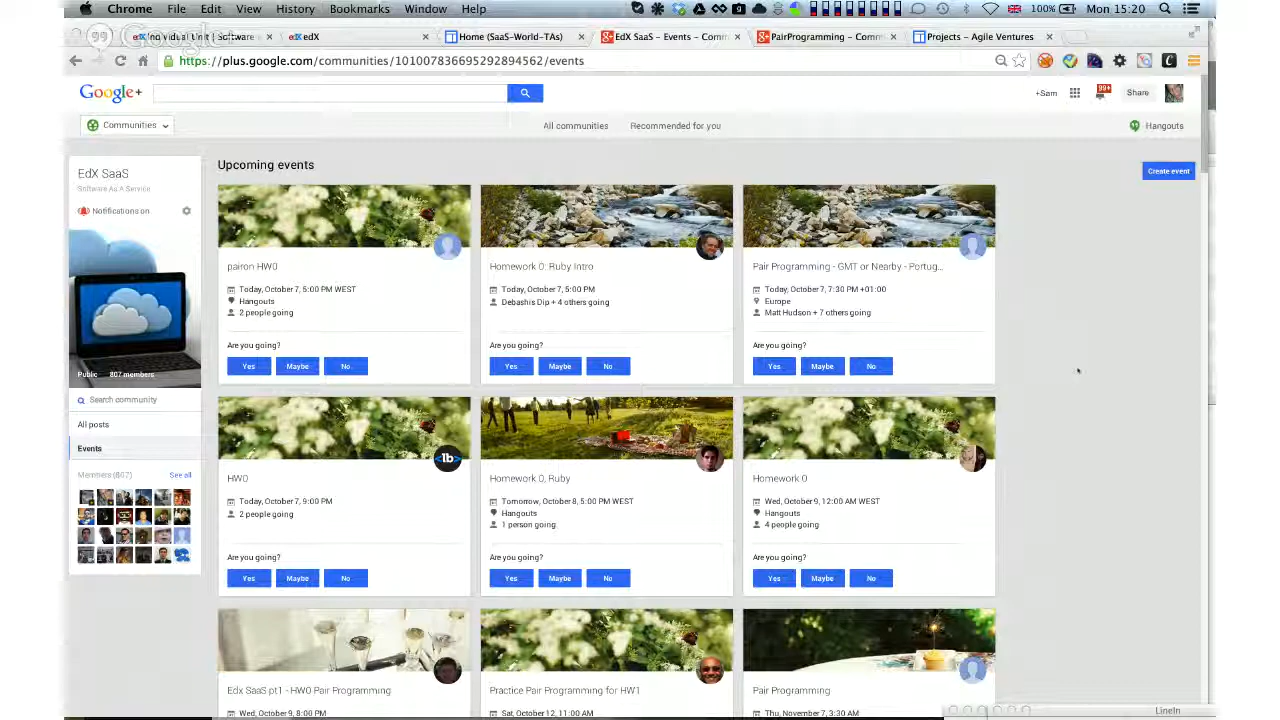 Chrome File Edit View History Bookmarks Window Help 100% Mon 15:20
Individual Unit | Software edX Home (SaaS-World-TAs) EdX SaaS - Events - Comm PairProgramming - Comm Projects - Agile Ventures
https://plus.google.com/communities/101007836695292894562/events
Google+ +Sam 99+ Share
Communities All communities Recommended for you Hangouts
EdX SaaS
Software As A Service
Notifications on
Public 807 members
Search community
All posts
Events
Members (807) See all
Upcoming events Create event
pairon HW0
Today, October 7, 5:00 PM WEST
Hangouts
2 people going
Are you going?
Yes Maybe No
Homework 0: Ruby Intro
Today, October 7, 5:00 PM
Debashis Dip + 4 others going
Are you going?
Yes Maybe No
Pair Programming - GMT or Nearby - Portug...
Today, October 7, 7:30 PM +01:00
Europe
Matt Hudson + 7 others going
Are you going?
Yes Maybe No
<lb>
HW0
Today, October 7, 9:00 PM
2 people going
Are you going?
Yes Maybe No
Homework 0, Ruby
Tomorrow, October 8, 5:00 PM WEST
Hangouts
1 person going
Are you going?
Yes Maybe No
Homework 0
Wed, October 9, 12:00 AM WEST
Hangouts
4 people going
Are you going?
Yes Maybe No
Edx SaaS pt1 - HW0 Pair Programming
Wed, October 9, 8:00 PM
Practice Pair Programming for HW1
Sat, October 12, 11:00 AM
Pair Programming
Thu, November 7, 3:30 AM
LineIn